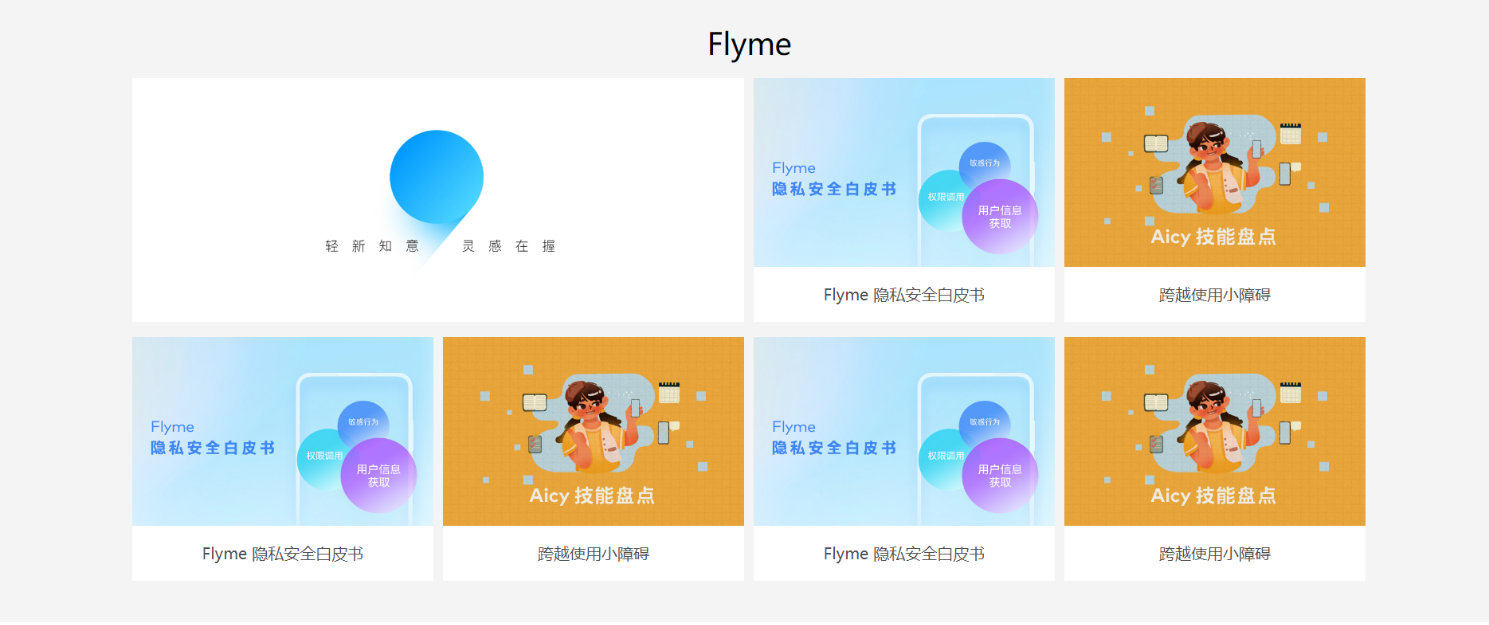 Flyme
轻新知意 灵感在握
Flyme
隐私安全白皮书
敏感行为
权限调用
用户信息
获取
Flyme 隐私安全白皮书
Aicy 技能盘点
跨越使用小障碍
Flyme
隐私安全白皮书
敏感行为
权限调用
用户信息
获取
Flyme 隐私安全白皮书
Aicy 技能盘点
跨越使用小障碍
Flyme
隐私安全白皮书
敏感行为
权限调用
用户信息
获取
Flyme 隐私安全白皮书
Aicy 技能盘点
跨越使用小障碍